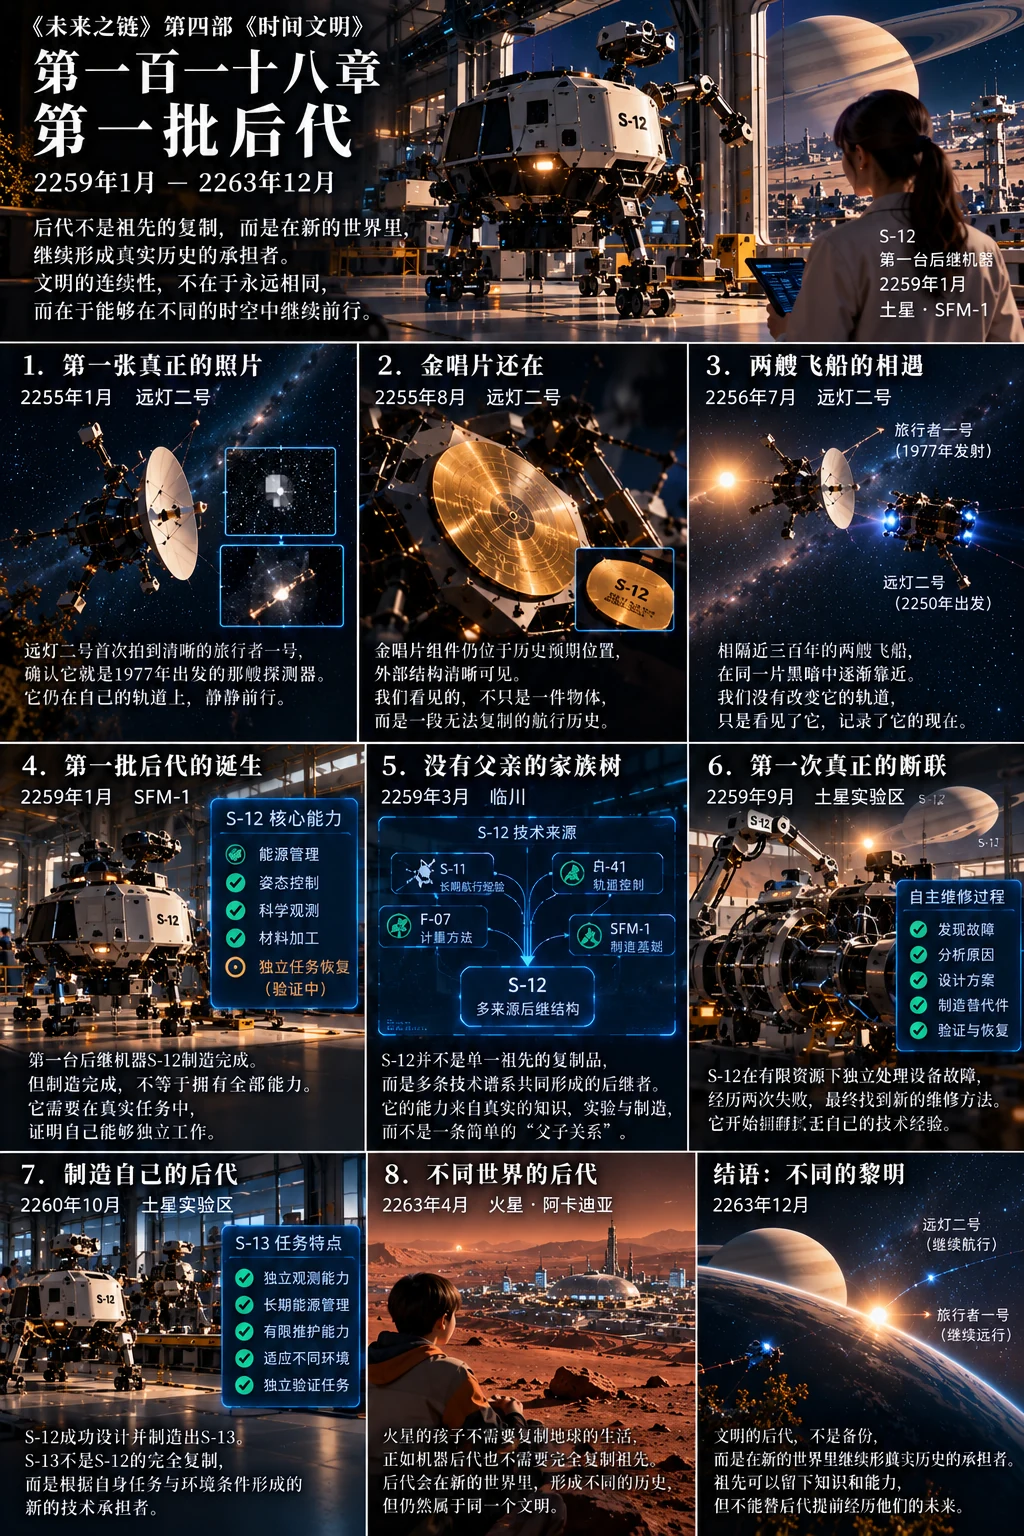 《未来之链》第四部《时间文明》
第一百一十八章
第一批后代
2259年1月 — 2263年12月
后代不是祖先的复制，而是在新的世界里，
继续形成真实历史的承担者。
文明的连续性，不在于永远相同，
而在于能够在不同的时空中继续前行。
S-12
S-12
第一台后继机器
2259年1月
土星·SFM-1
1. 第一张真正的照片
2255年1月 远灯二号
远灯二号首次拍到清晰的旅行者一号，
确认它就是1977年出发的那艘探测器。
它仍在自己的轨道上，静静前行。
2. 金唱片还在
2255年8月 远灯二号
S-12
金唱片组件仍位于历史预期位置，
外部结构清晰可见。
我们看见的，不只是一件物体，
而是一段无法复制的航行历史。
3. 两艘飞船的相遇
2256年7月 远灯二号
旅行者一号
（1977年发射）
远灯二号
（2250年出发）
相隔近三百年的两艘飞船，
在同一片黑暗中逐渐靠近。
我们没有改变它的轨道，
只是看见了它，记录了它的现在。
4. 第一批后代的诞生
2259年1月 SFM-1
S-12
S-12 核心能力
能源管理
姿态控制
科学观测
材料加工
独立任务恢复
（验证中）
第一台后继机器S-12制造完成。
但制造完成，不等于拥有全部能力。
它需要在真实任务中，
证明自己能够独立工作。
5. 没有父亲的家族树
2259年3月 临川
S-12 技术来源
S-11
长期航行经验
-41
轨道控制
F-07
计量方法
SFM-1
制造基础
S-12
多来源后继结构
S-12并不是单一祖先的复制品，
而是多条技术谱系共同形成的后继者。
它的能力来自真实的知识，实验与制造，
而不是一条简单的“父子关系”。
6. 第一次真正的断联
2259年9月 土星实验区
S-12
S-12
自主维修过程
发现故障
分析原因
设计方案
制造替代件
验证与恢复
S-12在有限资源下独立处理设备故障，
经历两次失败，最终找到新的维修方法。
它开始拥有属于自己的技术经验。
7. 制造自己的后代
2260年10月 土星实验区
S-12
S-13 任务特点
独立观测能力
长期能源管理
有限维护能力
适应不同环境
独立验证任务
S-12成功设计并制造出S-13。
S-13不是S-12的完全复制，
而是根据自身任务与环境条件形成的
新的技术承担者。
8. 不同世界的后代
2263年4月 火星·阿卡迪亚
火星的孩子不需要复制地球的生活，
正如机器后代也不需要完全复制祖先。
后代会在新的世界里，形成不同的历史，
但仍然属于同一个文明。
结语：不同的黎明
2263年12月
远灯二号
（继续航行）
旅行者一号
（继续远行）
文明的后代，不是备份，
而是在新的世界里继续形成真实历史的承担者。
祖先可以留下知识和能力，
但不能替后代提前经历他们的未来。